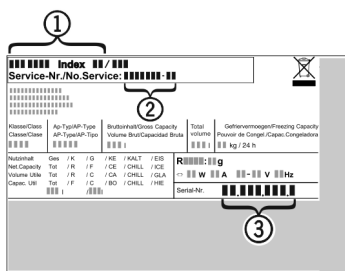 1
Index /
Service-Nr./No.Service: -
2
Klasse/Class Ap-Typ/AP-Type Bruttoinhalt/Gross Capacity Total Gefriervermoegen/Freezing Capacity
Classe/Clase AP-Type/AP-Tipo Volume Brut/Capacidad Bruta volume Pouvoir de Congel./Capac.Congeladora
l l kg / 24 h
Nutzinhalt Ges / K / G / KE / KALT / EIS
Net.Capacity Tot / R / F / CE / CHILL / ICE
Volume Utile Tot / R / C / CA / CHILL / GLA
Capac. Util Tot / F / C / BO / CHILL / HIE
l / l
R : g
W A - V Hz
Serial-Nr. , , ,
3